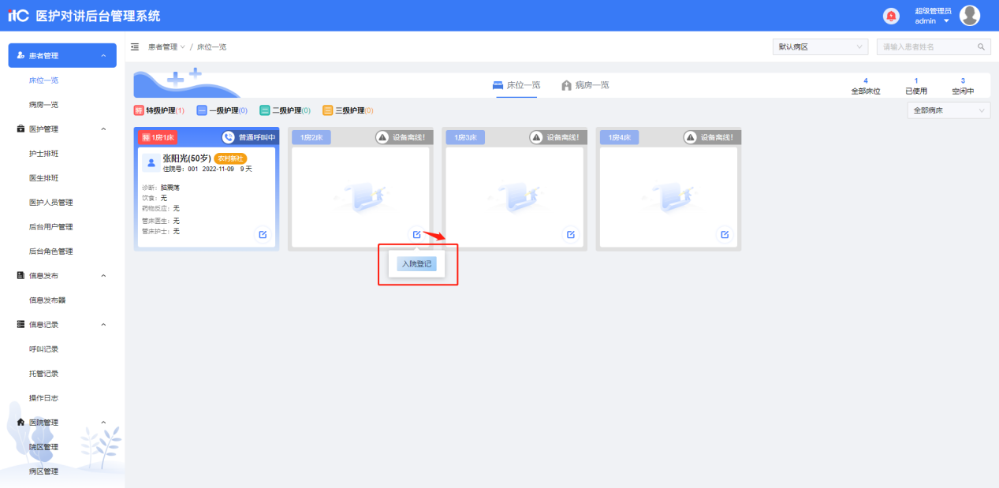 itC 医护对讲后台管理系统
超级管理员
admin
患者管理
床位一览
病房一览
医护管理
护士排班
医生排班
医护人员管理
后台用户管理
后台角色管理
信息发布
信息发布器
信息记录
呼叫记录
托管记录
操作日志
医院管理
院区管理
病区管理
患者管理 / 床位一览
默认病区
请输入患者姓名
床位一览 病房一览
4 1 3
全部床位 已使用 空闲中
特 特级护理(1) 一级护理(0) 二级护理(0) 三级护理(0)
全部病床
特 1房1床 普通呼叫中
张阳光(50岁) 农村新社
住院号: 001 2022-11-09 9 天
诊断: 脑震荡
饮食: 无
药物反应: 无
管床医生: 无
管床护士: 无
1房2床 设备离线!
入院登记
1房3床 设备离线!
1房4床 设备离线!